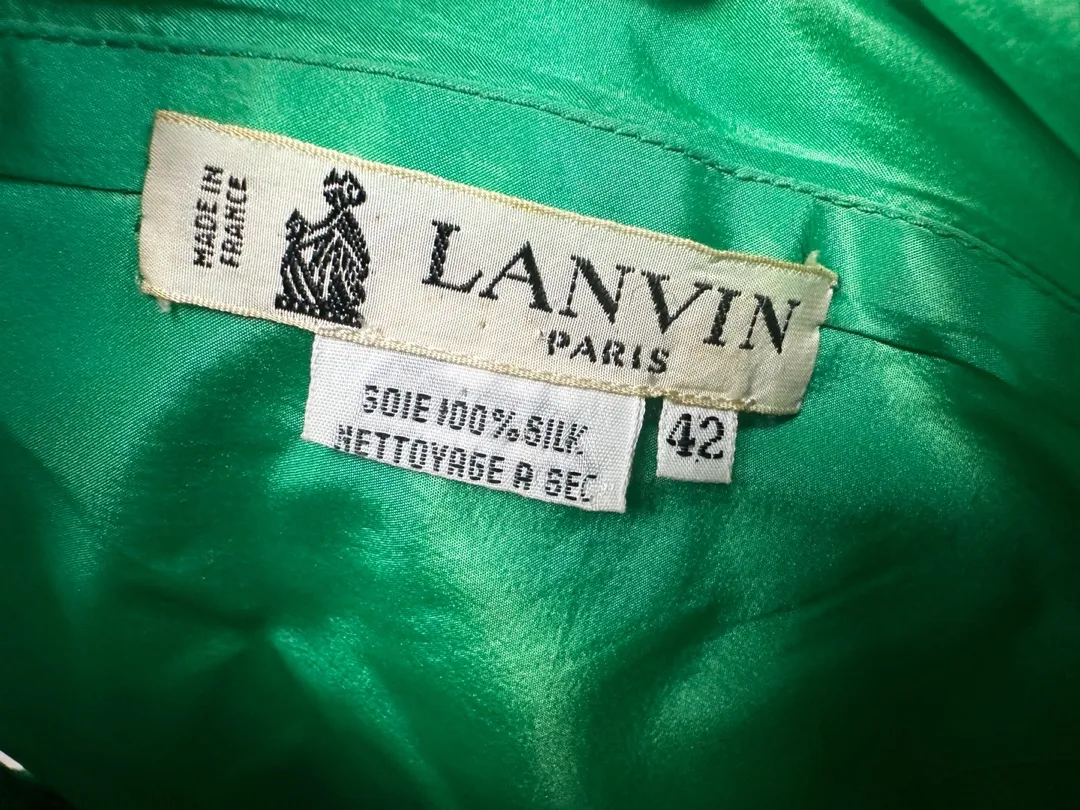 MADE IN
FRANCE
LANVIN
PARIS
SOIE 100% SILK
NETTOYAGE A SEC
42